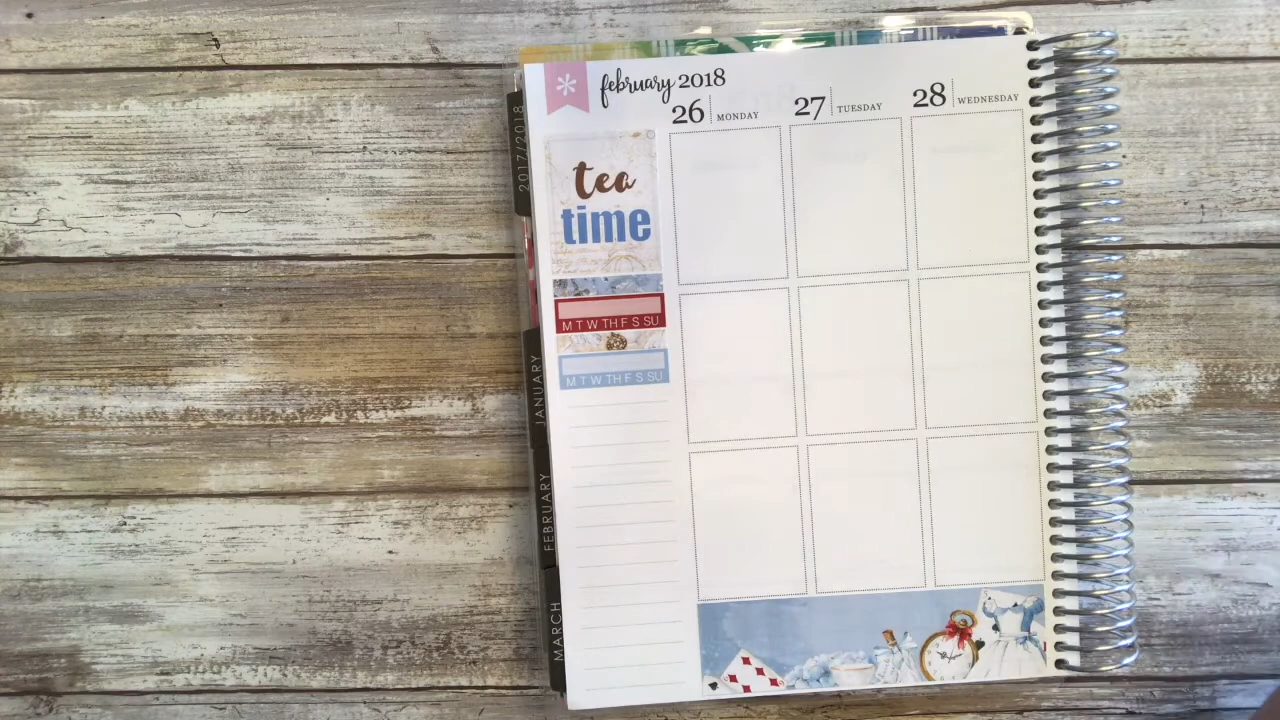 february 2018
26 MONDAY
27 TUESDAY
28 WEDNESDAY
tea
time
M T W TH F S SU
M T W TH F S SU
2017/2018
JANUARY
FEBRUARY
MARCH